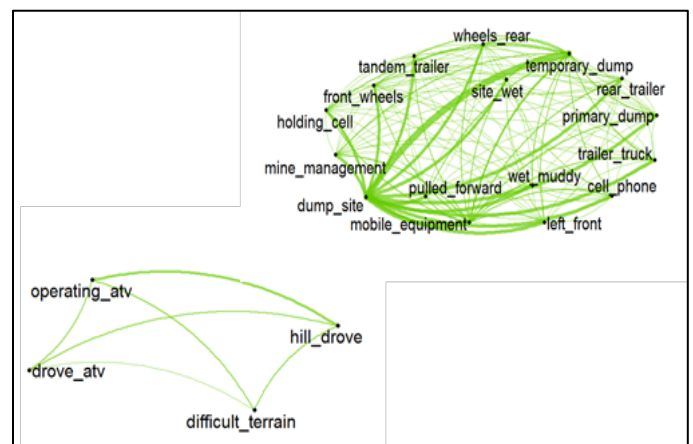 wheels_rear
tandem_trailer
temporary_dump
front_wheels
site_wet
rear_trailer
holding_cell
primary_dump
mine_management
trailer_truck
pulled_forward
wet_muddy
cell_phone
dump_site
mobile_equipment
left_front
operating_atv
hill_drove
drove_atv
difficult_terrain